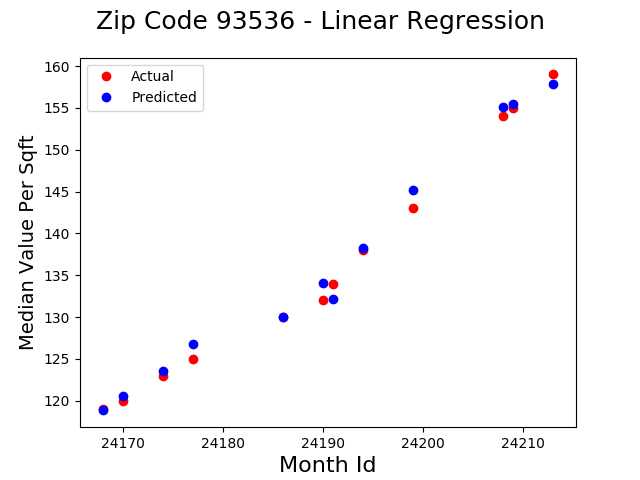 Zip Code 93536 - Linear Regression
Actual
Predicted
Median Value Per Sqft
160
155
150
145
140
135
130
125
120
24170
24180
24190
24200
24210
Month Id